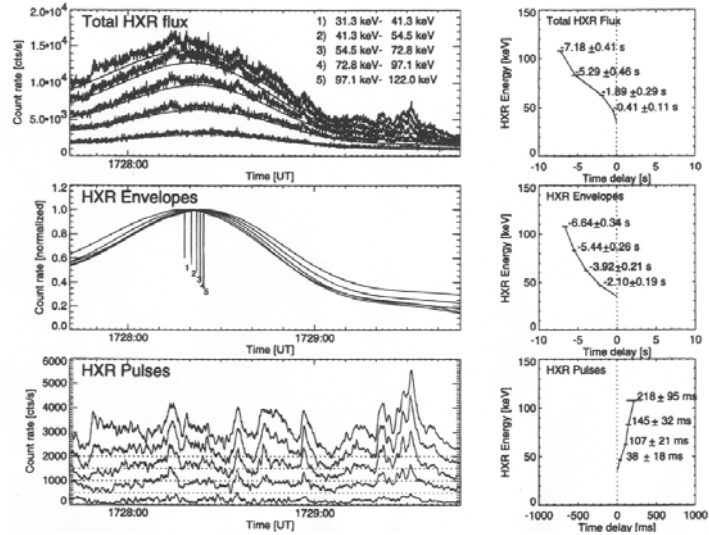 Total HXR flux
1) 31.3 keV- 41.3 keV
2) 41.3 keV- 54.5 keV
3) 54.5 keV- 72.8 keV
4) 72.8 keV- 97.1 keV
5) 97.1 keV- 122.0 keV
Count rate [cts/s]
2.0•10⁴
1.5•10⁴
1.0•10⁴
5.0•10³
0
1728:00
1729:00
Time [UT]
Total HXR Flux
HXR Energy [keV]
150
100
50
0
-7.18 ±0.41 s
-5.29 ±0.46 s
-1.89 ±0.29 s
-0.41 ±0.11 s
-10
-5
0
5
10
Time delay [s]
HXR Envelopes
Count rate [normalized]
1.2
1.0
0.8
0.6
0.4
0.2
0.0
1
2
3
4
5
1728:00
1729:00
Time [UT]
HXR Envelopes
HXR Energy [keV]
150
100
50
0
-6.64±0.34 s
-5.44±0.26 s
-3.92±0.21 s
-2.10±0.19 s
-10
-5
0
5
10
Time delay [s]
HXR Pulses
Count rate [cts/s]
6000
5000
4000
3000
2000
1000
0
1728:00
1729:00
Time [UT]
HXR Pulses
HXR Energy [keV]
150
100
50
0
218 ± 95 ms
145 ± 32 ms
107 ± 21 ms
38 ± 18 ms
-1000
-500
0
500
1000
Time delay [ms]